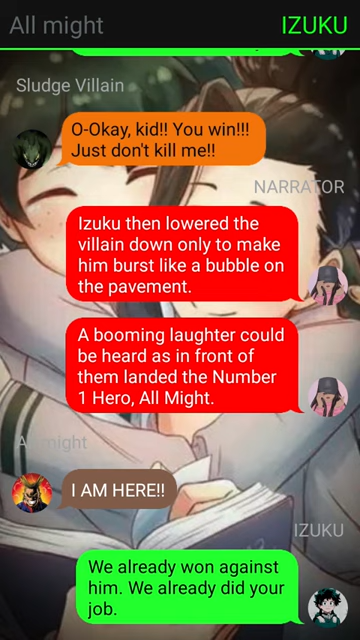 All might
IZUKU
Sludge Villain
O-Okay, kid!! You win!!!
Just don't kill me!!
NARRATOR
Izuku then lowered the
villain down only to make
him burst like a bubble on
the pavement.
A booming laughter could
be heard as in front of
them landed the Number
1 Hero, All Might.
All might
I AM HERE!!
IZUKU
We already won against
him. We already did your
job.